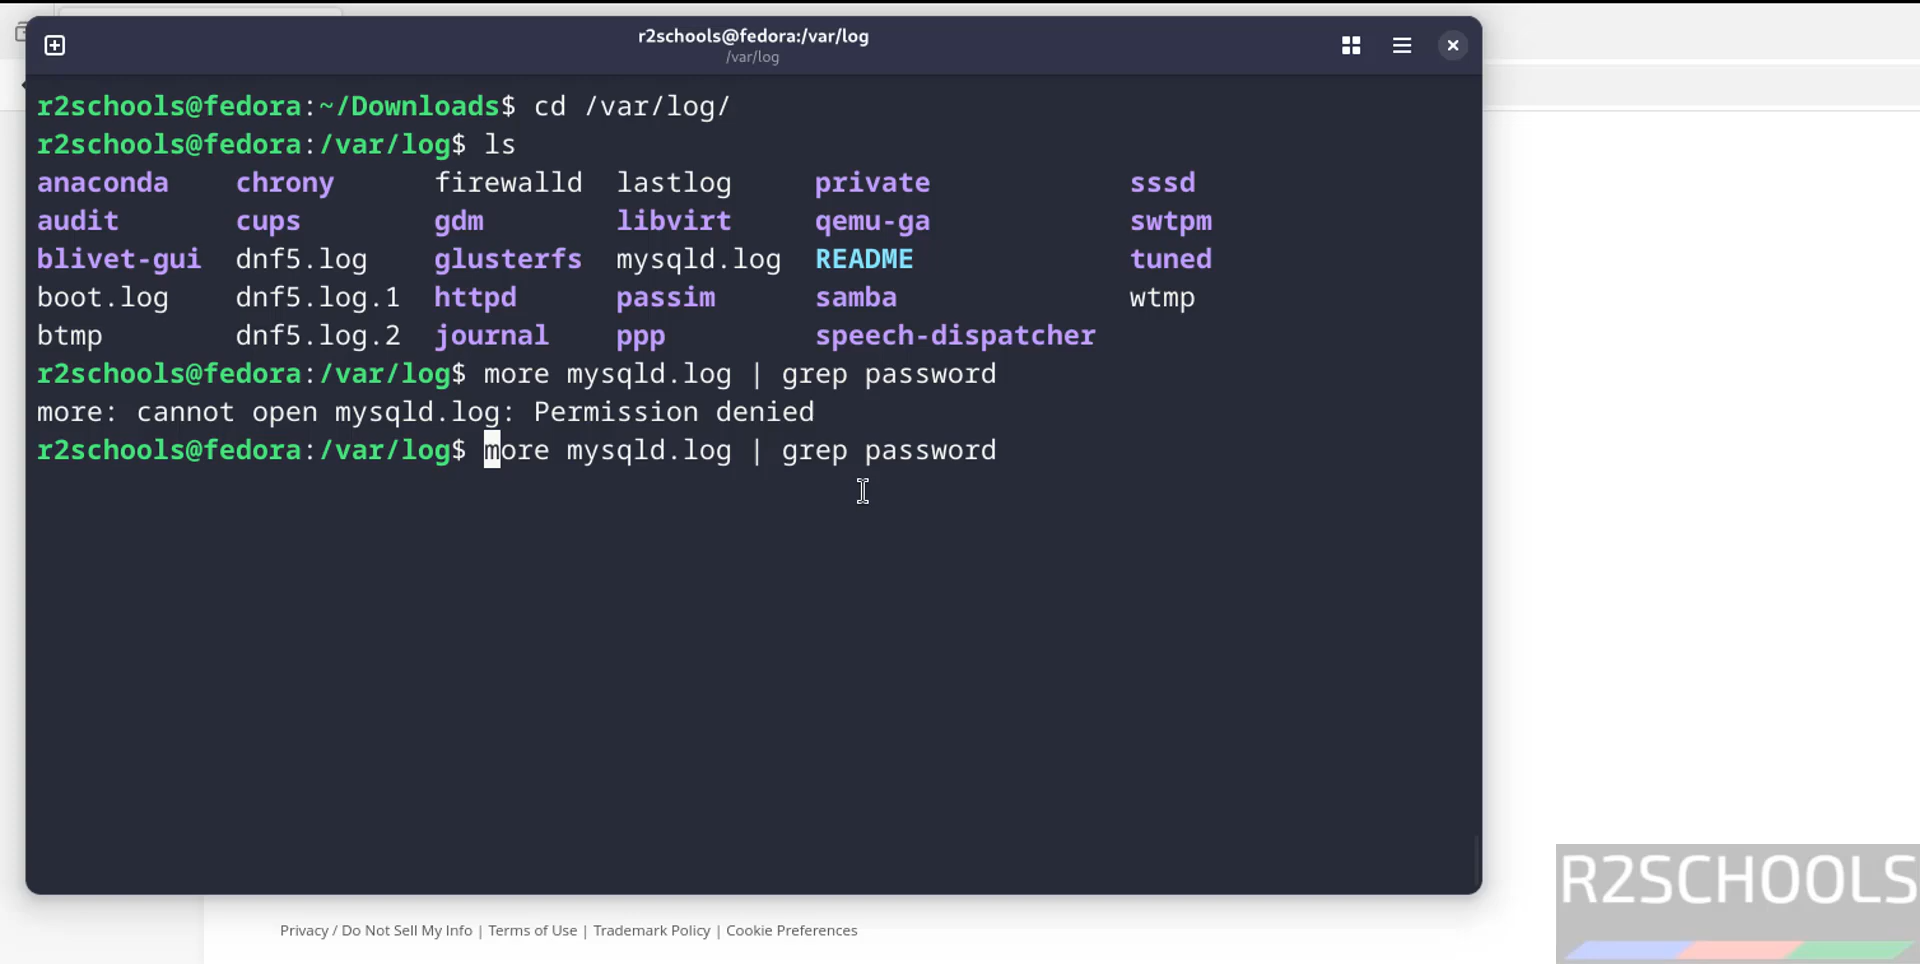 r2schools@fedora:/var/log
/var/log
r2schools@fedora:~/Downloads$ cd /var/log/
r2schools@fedora:/var/log$ ls
anaconda chrony firewalld lastlog private sssd
audit cups gdm libvirt qemu-ga swtpm
blivet-gui dnf5.log glusterfs mysqld.log README tuned
boot.log dnf5.log.1 httpd passim samba wtmp
btmp dnf5.log.2 journal ppp speech-dispatcher
r2schools@fedora:/var/log$ more mysqld.log | grep password
more: cannot open mysqld.log: Permission denied
r2schools@fedora:/var/log$ more mysqld.log | grep password
Privacy / Do Not Sell My Info | Terms of Use | Trademark Policy | Cookie Preferences
R2SCHOOLS